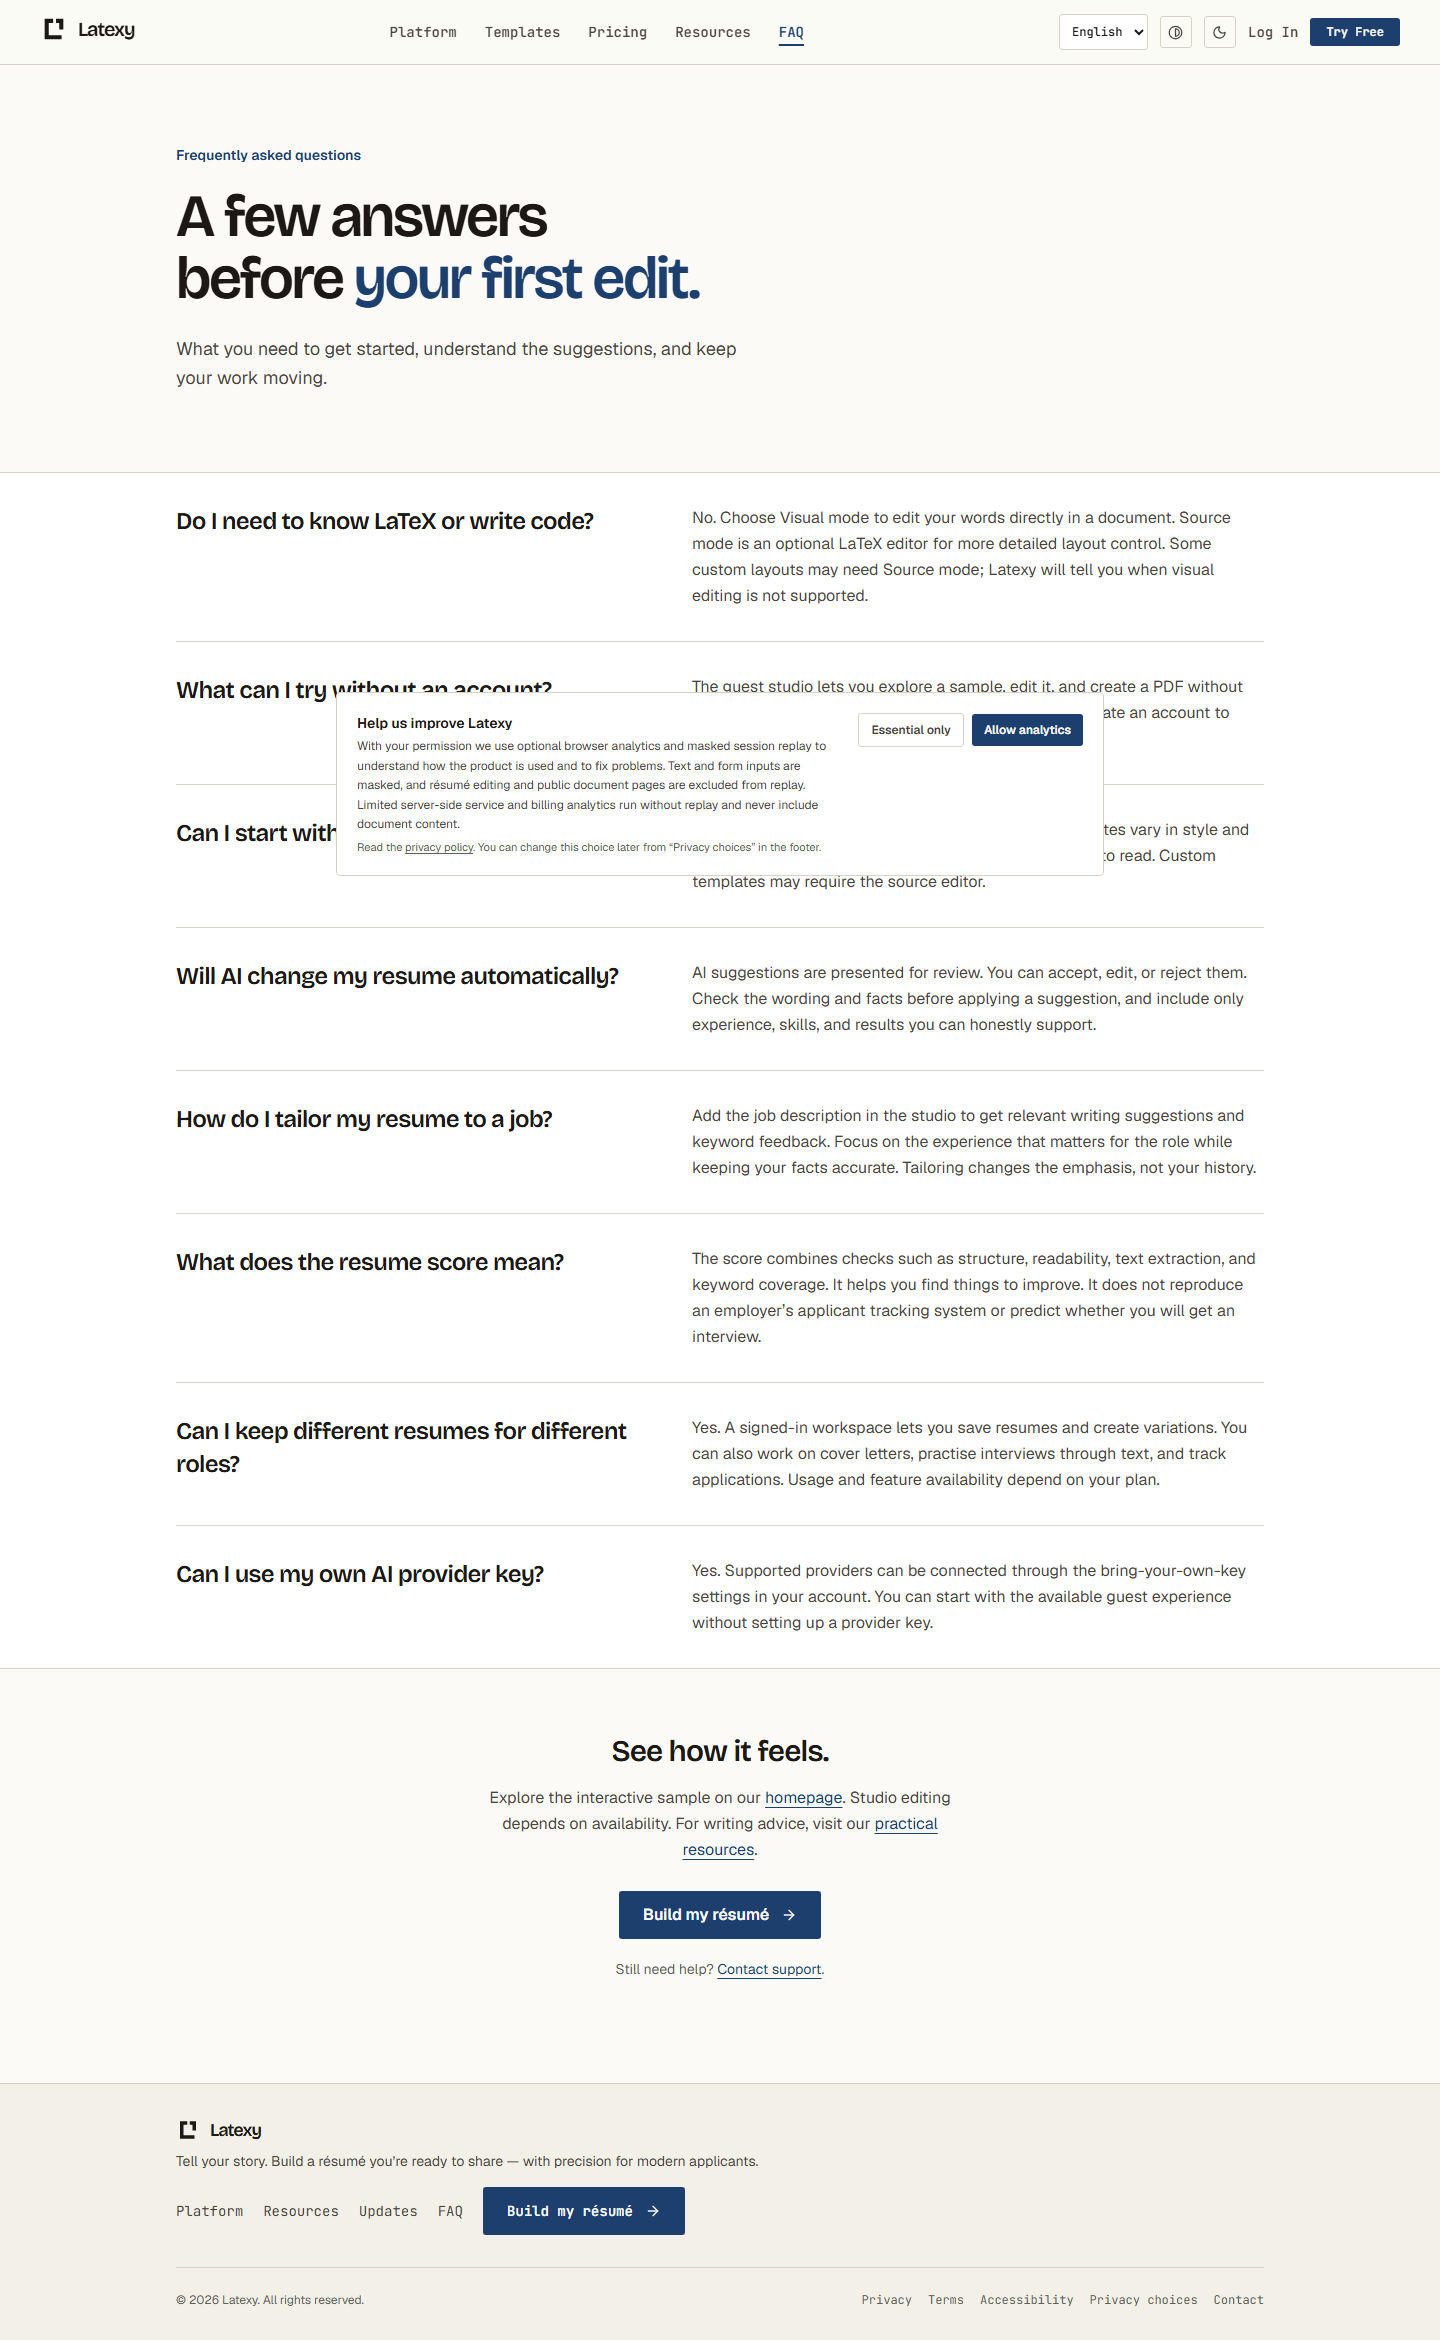 Latexy
Platform Templates Pricing Resources FAQ
English
Log In
Try Free
Frequently asked questions
A few answers
before your first edit.
What you need to get started, understand the suggestions, and keep
your work moving.
Do I need to know LaTeX or write code?
No. Choose Visual mode to edit your words directly in a document. Source
mode is an optional LaTeX editor for more detailed layout control. Some
custom layouts may need Source mode; Latexy will tell you when visual
editing is not supported.
What can I try without an account?
The guest studio lets you explore a sample, edit it, and create a PDF without
ate an account to
Help us improve Latexy
With your permission we use optional browser analytics and masked session replay to
understand how the product is used and to fix problems. Text and form inputs are
masked, and résumé editing and public document pages are excluded from replay.
Limited server-side service and billing analytics run without replay and never include
document content.
Read the privacy policy. You can change this choice later from “Privacy choices” in the footer.
Essential only
Allow analytics
Can I start with
tes vary in style and
to read. Custom
templates may require the source editor.
Will AI change my resume automatically?
AI suggestions are presented for review. You can accept, edit, or reject them.
Check the wording and facts before applying a suggestion, and include only
experience, skills, and results you can honestly support.
How do I tailor my resume to a job?
Add the job description in the studio to get relevant writing suggestions and
keyword feedback. Focus on the experience that matters for the role while
keeping your facts accurate. Tailoring changes the emphasis, not your history.
What does the resume score mean?
The score combines checks such as structure, readability, text extraction, and
keyword coverage. It helps you find things to improve. It does not reproduce
an employer’s applicant tracking system or predict whether you will get an
interview.
Can I keep different resumes for different
roles?
Yes. A signed-in workspace lets you save resumes and create variations. You
can also work on cover letters, practise interviews through text, and track
applications. Usage and feature availability depend on your plan.
Can I use my own AI provider key?
Yes. Supported providers can be connected through the bring-your-own-key
settings in your account. You can start with the available guest experience
without setting up a provider key.
See how it feels.
Explore the interactive sample on our homepage. Studio editing
depends on availability. For writing advice, visit our practical
resources.
Build my résumé →
Still need help? Contact support.
Latexy
Tell your story. Build a résumé you’re ready to share — with precision for modern applicants.
Platform Resources Updates FAQ
Build my résumé →
© 2026 Latexy. All rights reserved.
Privacy Terms Accessibility Privacy choices Contact